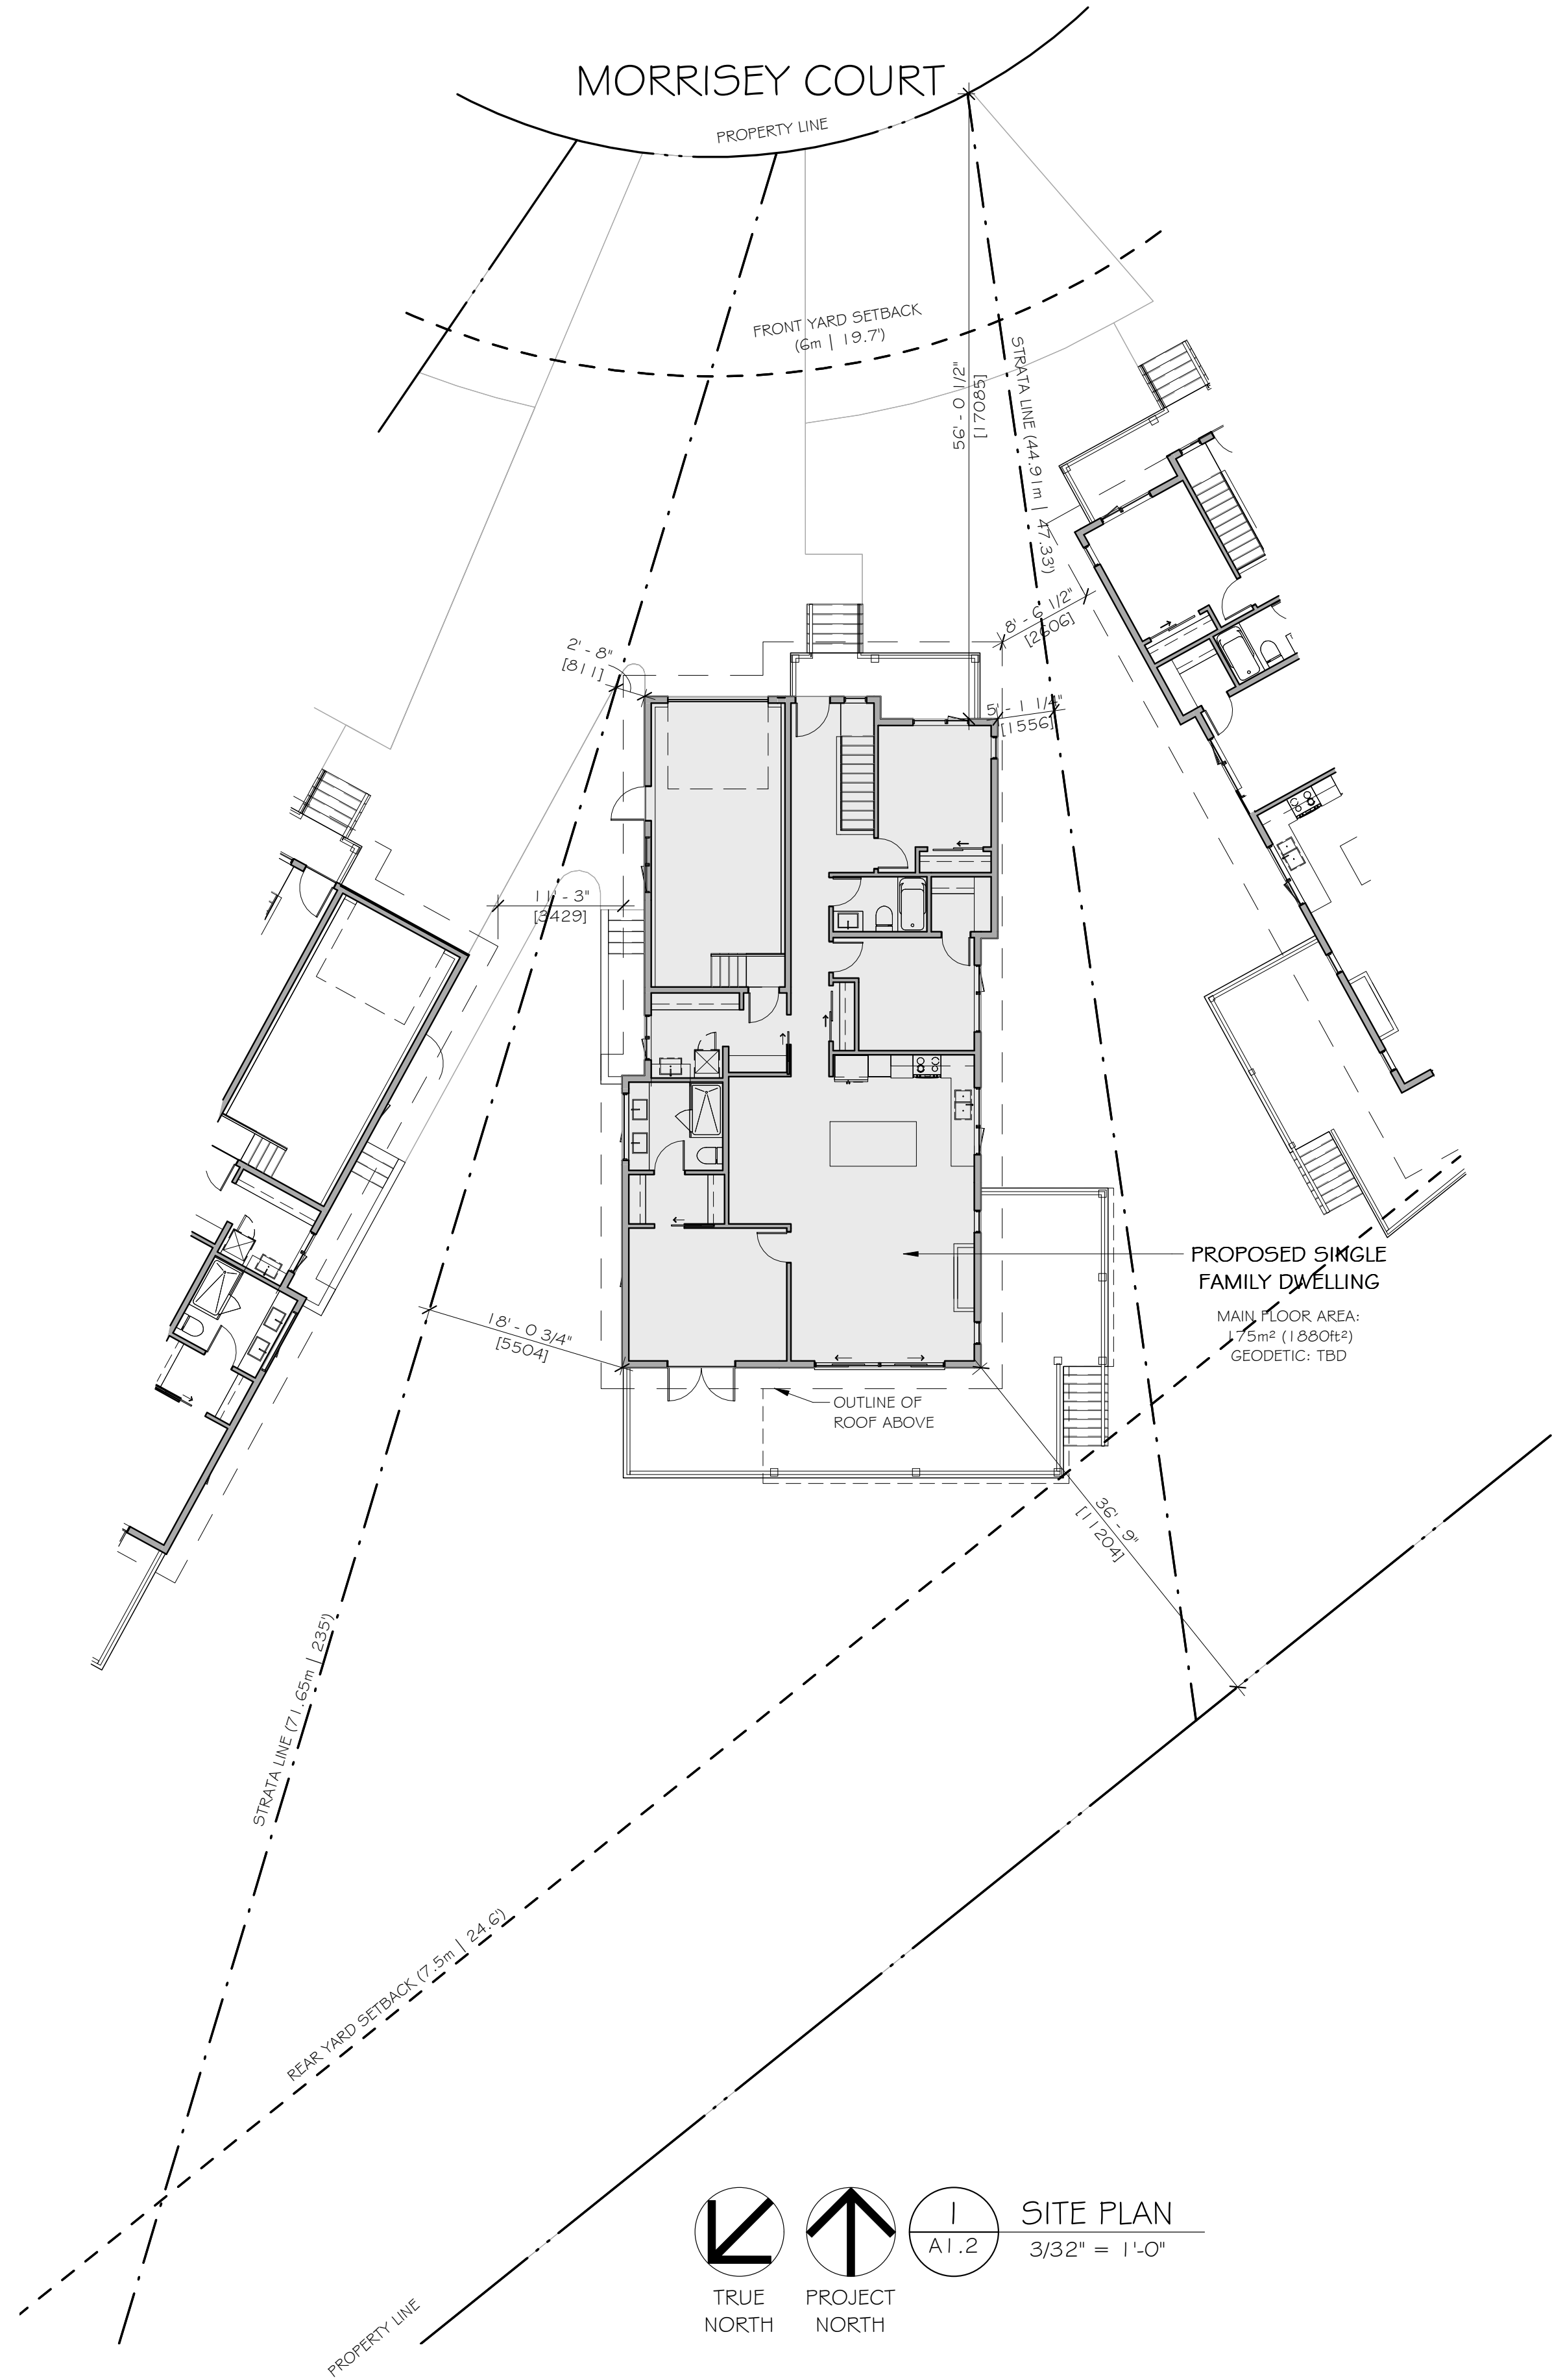 MORRISEY COURT
PROPERTY LINE
FRONT YARD SETBACK
(6m | 19.7')
56' - 0 1/2"
[17085]
STRATA LINE (44.91m | 47.33')
8' - 6 1/2"
[2606]
2' - 8"
[811]
5' - 1 1/4"
[1556]
11' - 3"
[3429]
PROPOSED SINGLE
FAMILY DWELLING
MAIN FLOOR AREA:
175m² (1880ft²)
GEODETIC: TBD
18' - 0 3/4"
[5504]
OUTLINE OF
ROOF ABOVE
36' - 9"
[11204]
STRATA LINE (71.65m | 235')
REAR YARD SETBACK (7.5m | 24.6')
PROPERTY LINE
TRUE
NORTH
PROJECT
NORTH
1
A1.2
SITE PLAN
3/32" = 1'-0"